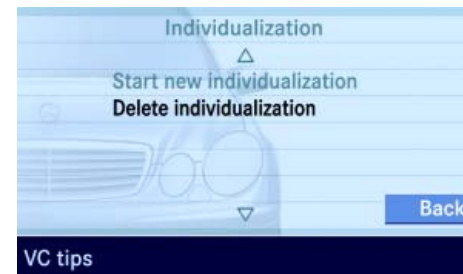 Individualization
Start new individualization
Delete individualization
Back
VC tips